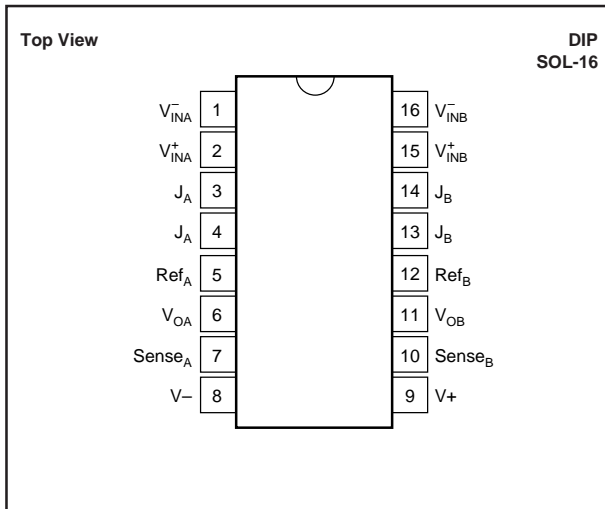 Top View
DIP
SOL-16
V⁻INA 1
V⁺INA 2
JA 3
JA 4
RefA 5
VOA 6
SenseA 7
V– 8
16 V⁻INB
15 V⁺INB
14 JB
13 JB
12 RefB
11 VOB
10 SenseB
9 V+